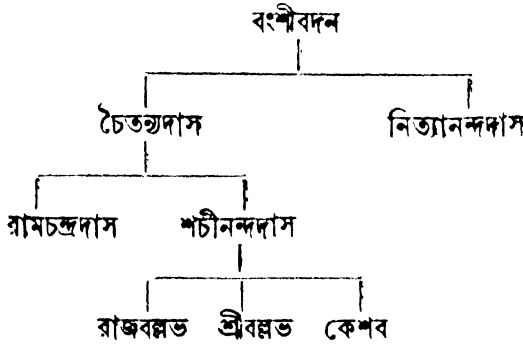 বংশীবদন
চৈতন্যদাস নিত্যানন্দদাস
রামচন্দ্রদাস শচীনন্দদাস
রাজবল্লভ শ্রীবল্লভ কেশব